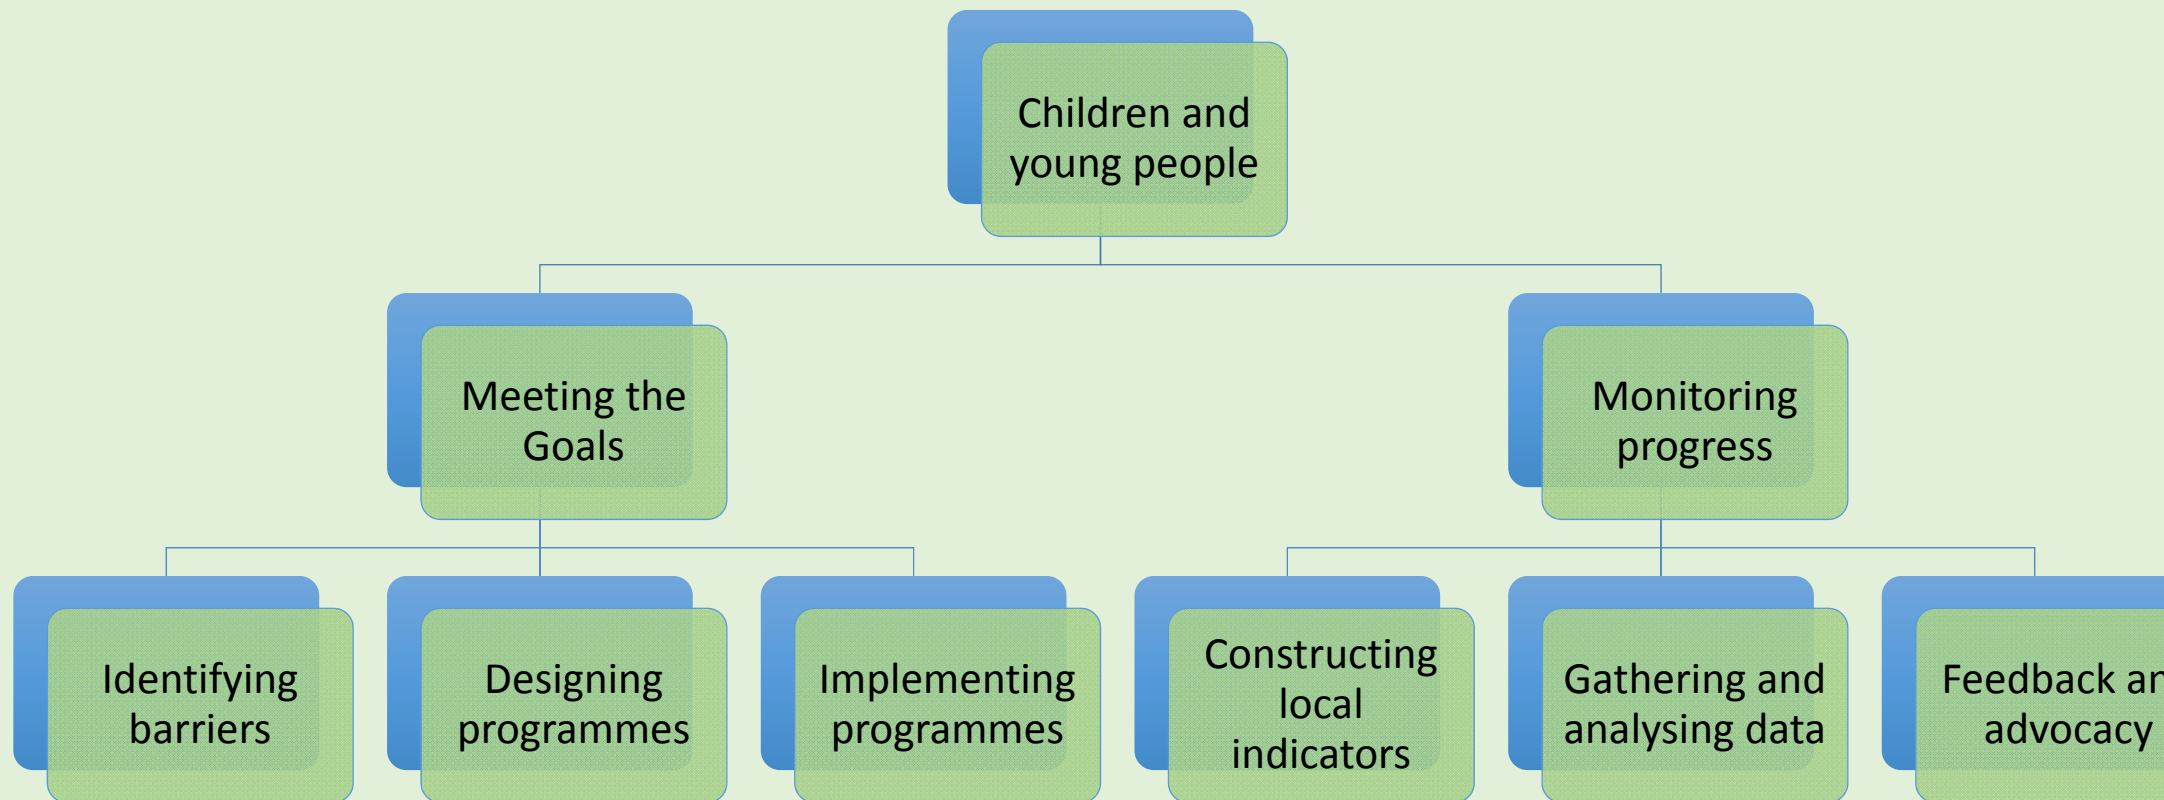 Children and
young people
Meeting the
Goals
Monitoring
progress
Identifying
barriers
Designing
programmes
Implementing
programmes
Constructing
local
indicators
Gathering and
analysing data
Feedback
advocacy